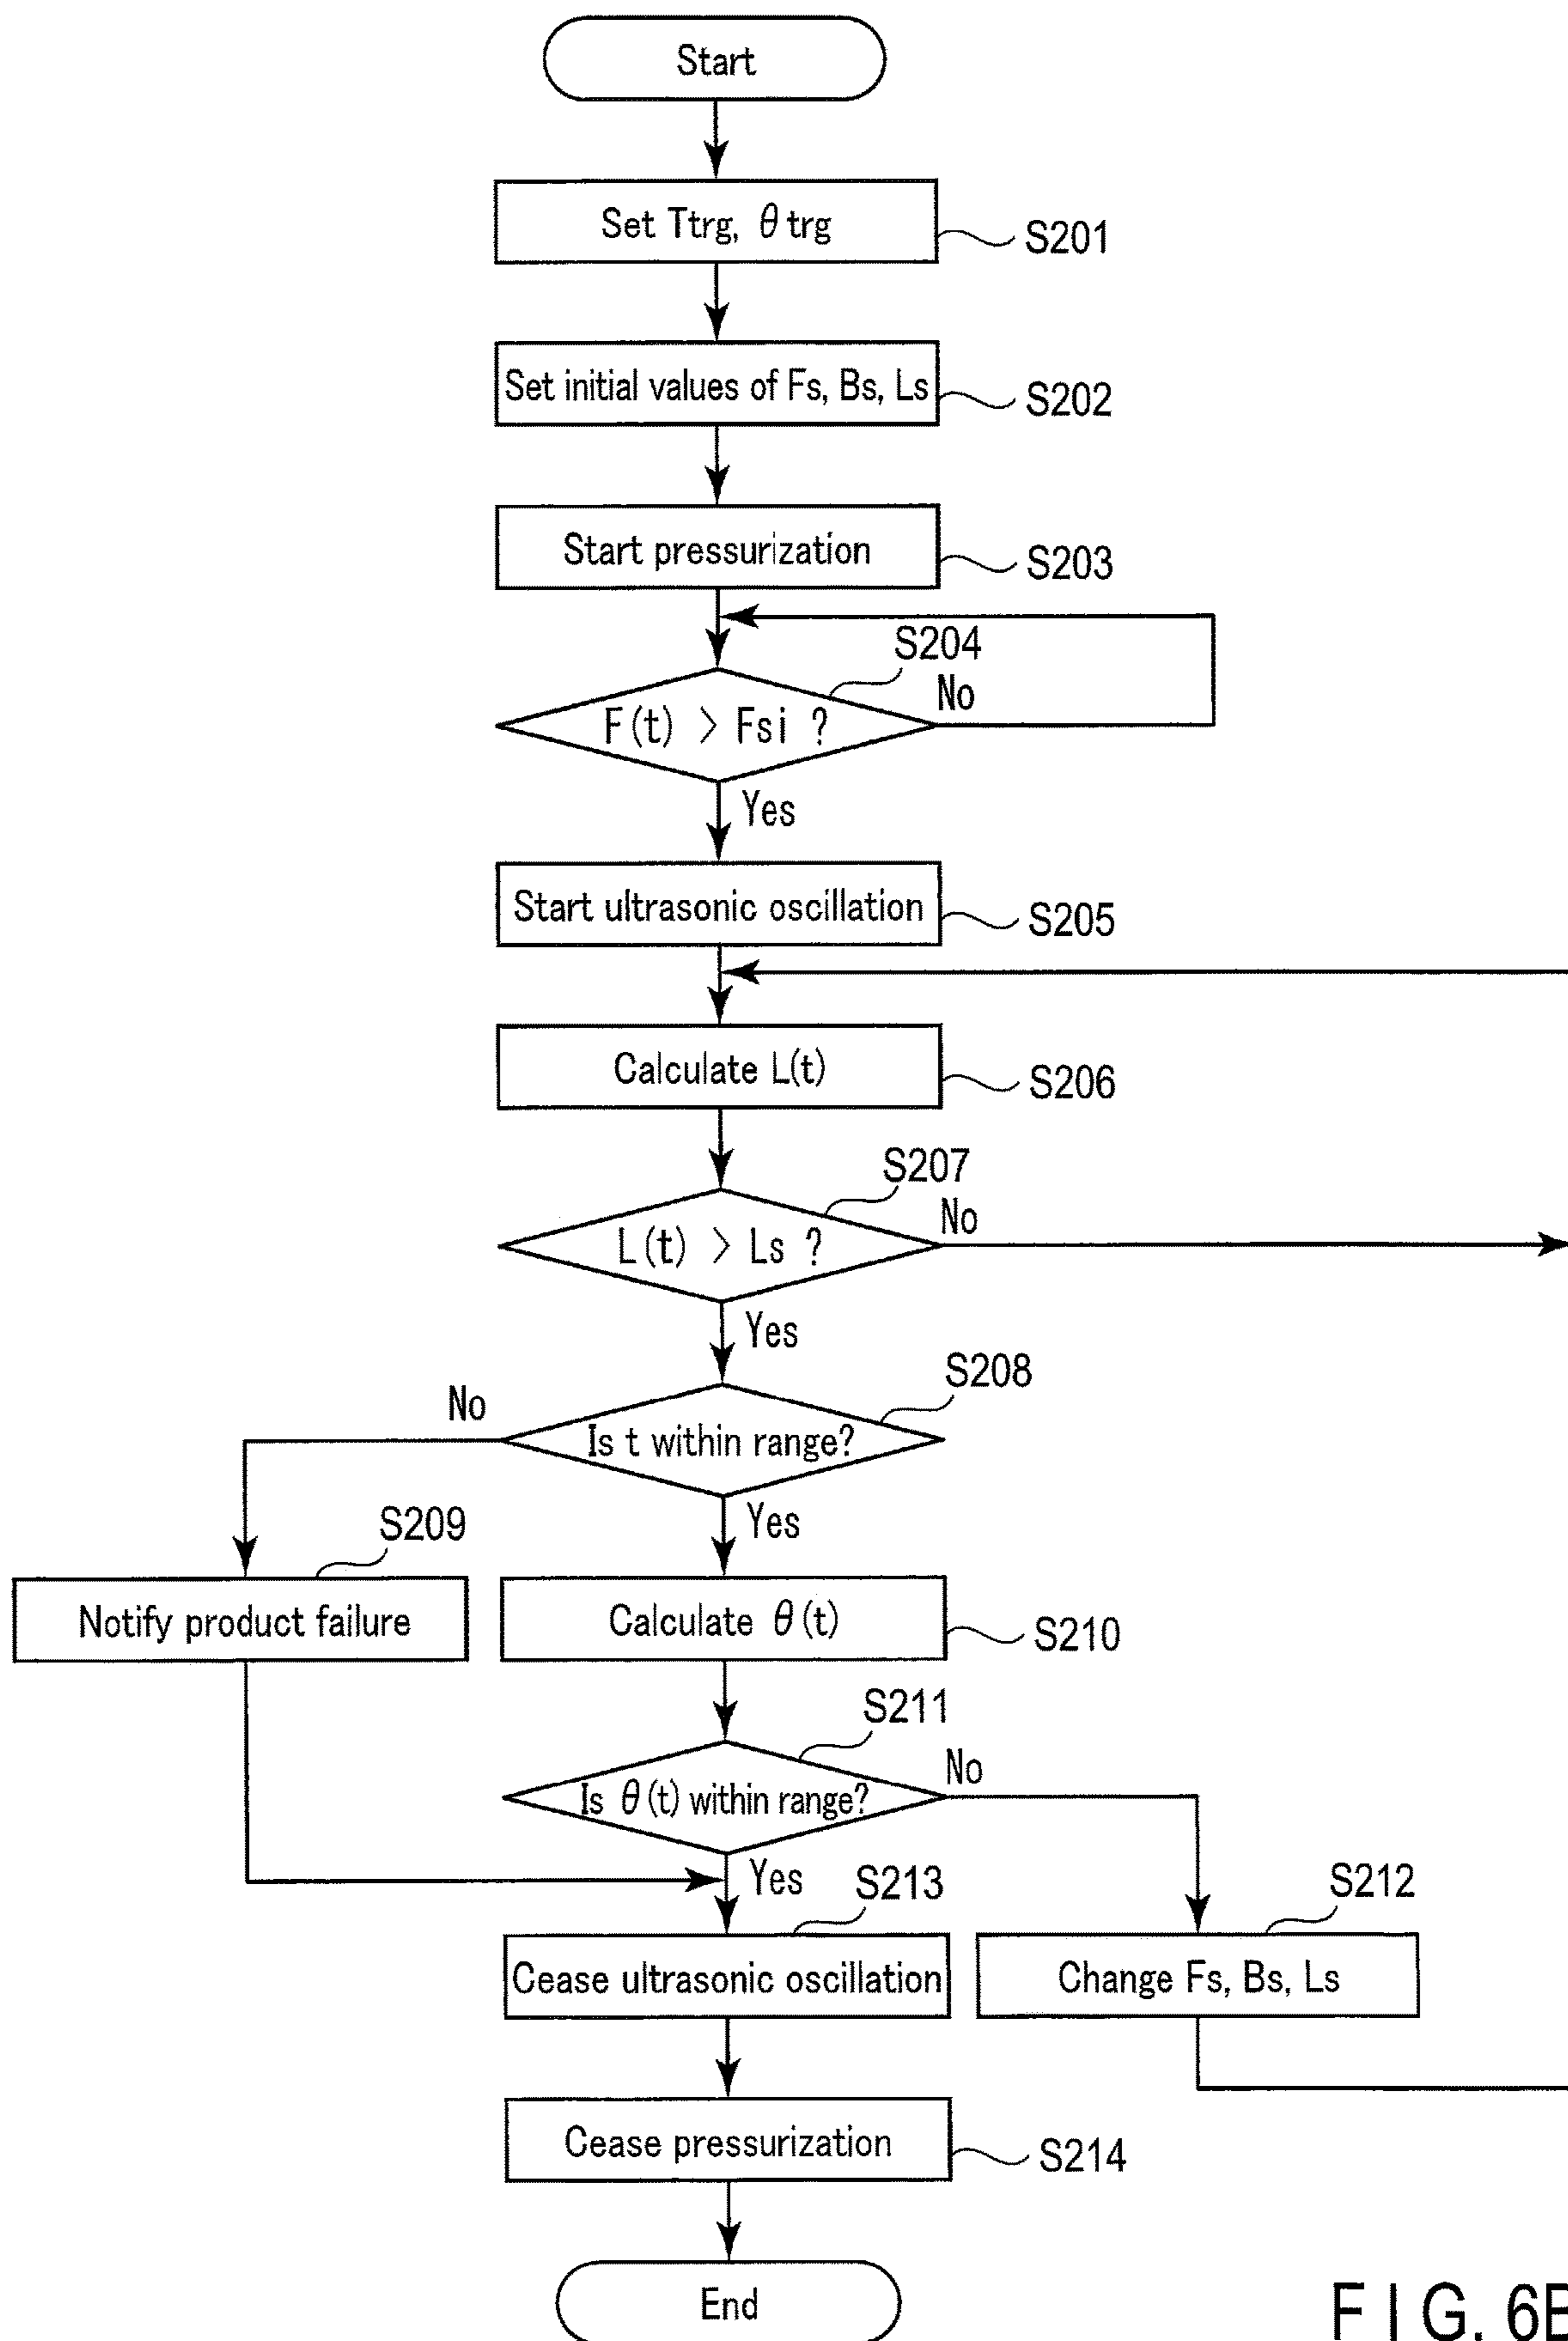 Start
Set Ttrg, θ trg
S201
Set initial values of Fs, Bs, Ls
S202
Start pressurization
S203
S204
F(t) > Fsi ?
No
Yes
Start ultrasonic oscillation
S205
Calculate L(t)
S206
S207
L(t) > Ls ?
No
Yes
S208
No
Is t within range?
Yes
S209
Notify product failure
Calculate θ(t)
S210
S211
No
Is θ(t) within range?
Yes
S213
S212
Cease ultrasonic oscillation
Change Fs, Bs, Ls
Cease pressurization
S214
End
FIG. 6B